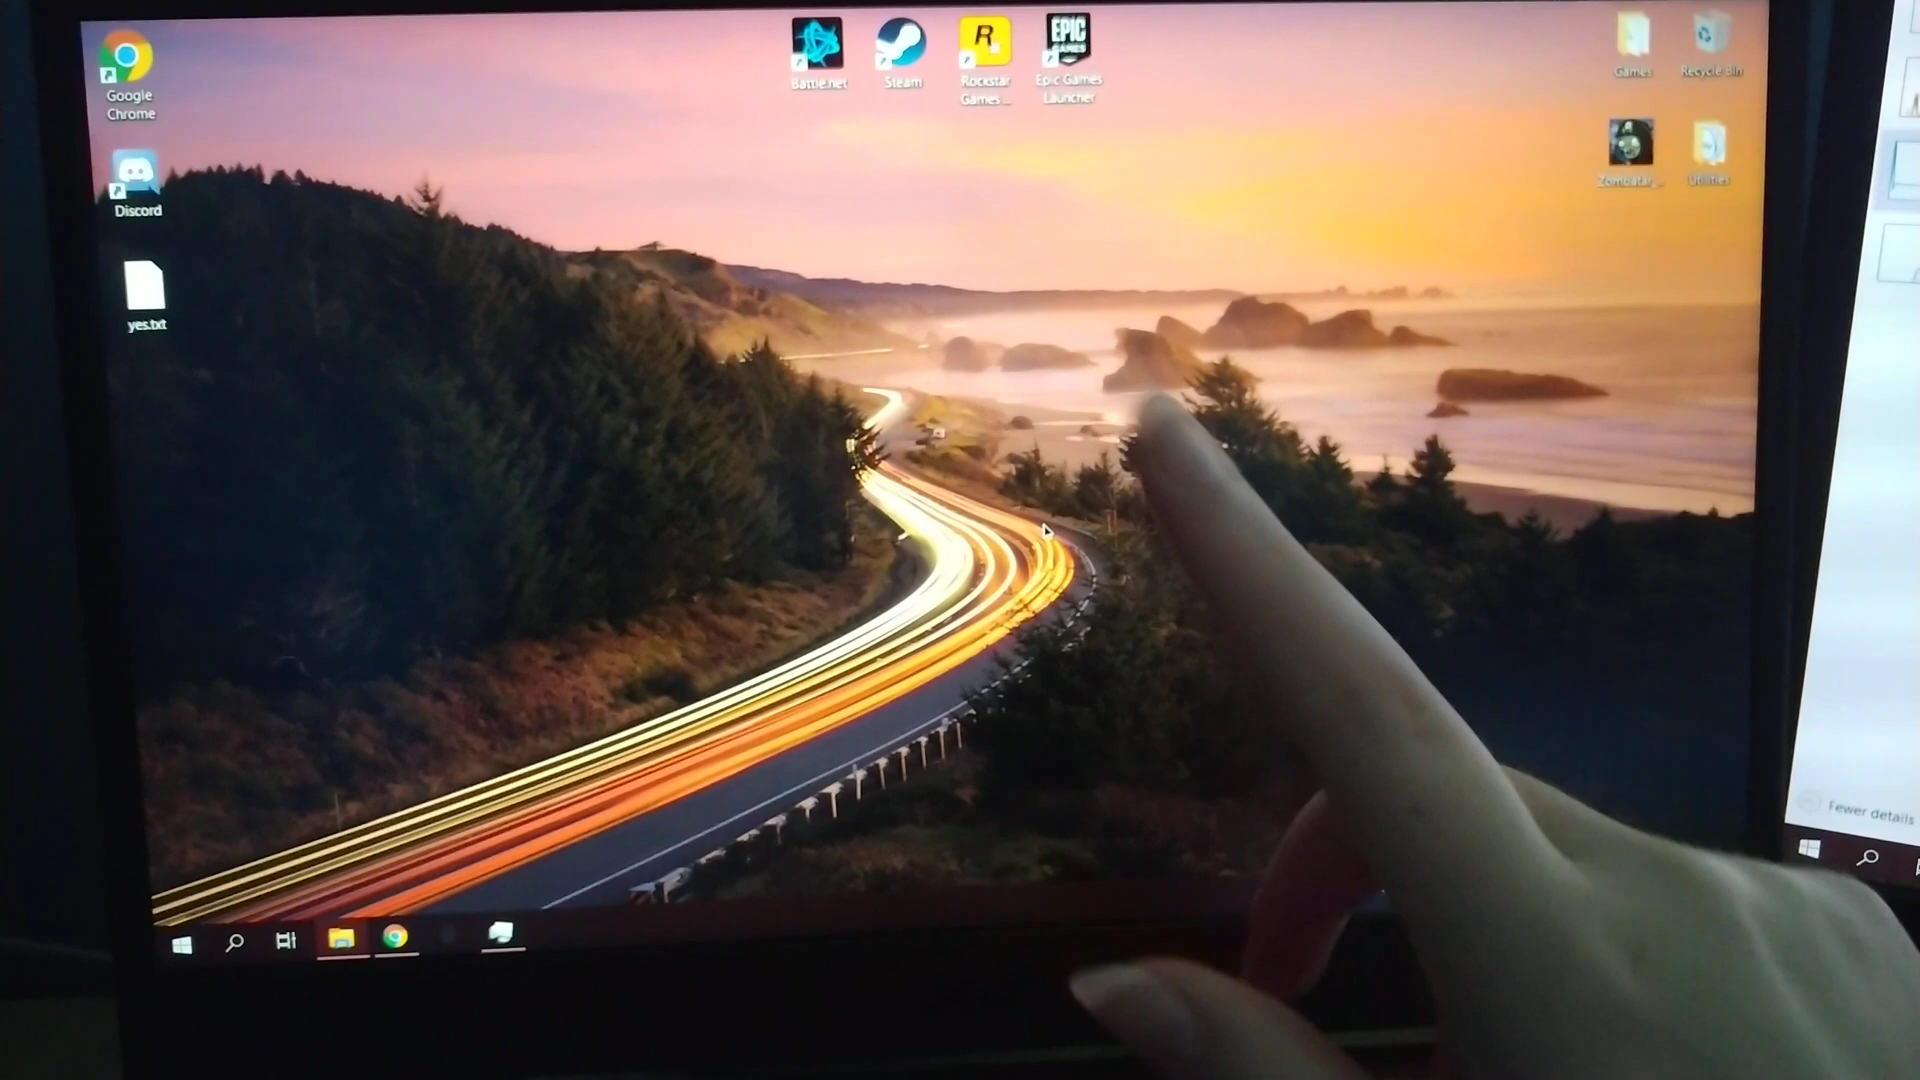 Google
Chrome
Discord
yes.txt
Battle.net
Steam
Rockstar
Games ...
Epic Games
Launcher
EPIC
GAMES
R
Games
Recycle Bin
Zombatar_...
Utilities
Fewer details